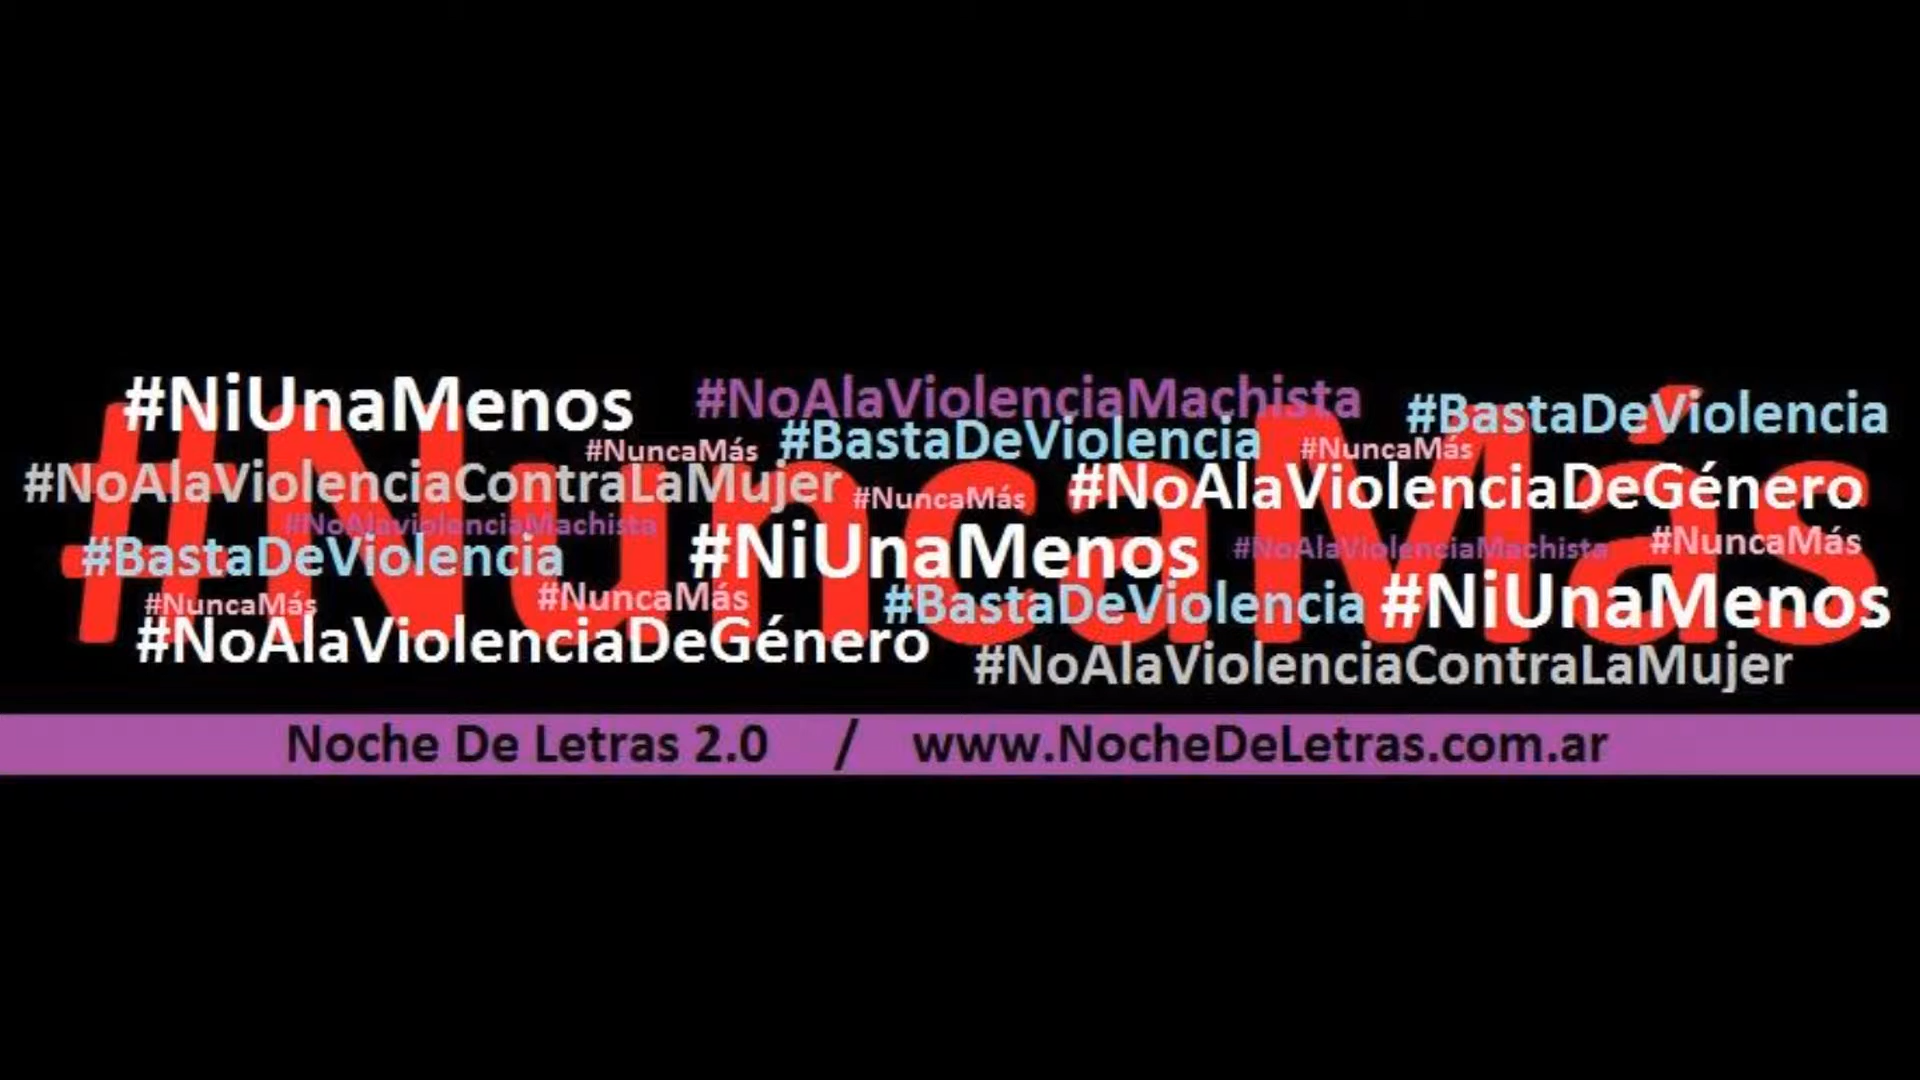 #NuncaMás
#NiUnaMenos
#NoAlaViolenciaMachista
#BastaDeViolencia
#NuncaMás
#BastaDeViolencia
#NuncaMás
#NoAlaViolenciaContraLaMujer
#NuncaMás
#NoAlaViolenciaDeGénero
#NoAlaviolenciaMachista
#BastaDeViolencia
#NiUnaMenos
#NoAlaViolenciaMachista
#NuncaMás
#NuncaMás
#NuncaMás
#BastaDeViolencia
#NiUnaMenos
#NoAlaViolenciaDeGénero
#NoAlaViolenciaContraLaMujer
Noche De Letras 2.0 / www.NocheDeLetras.com.ar